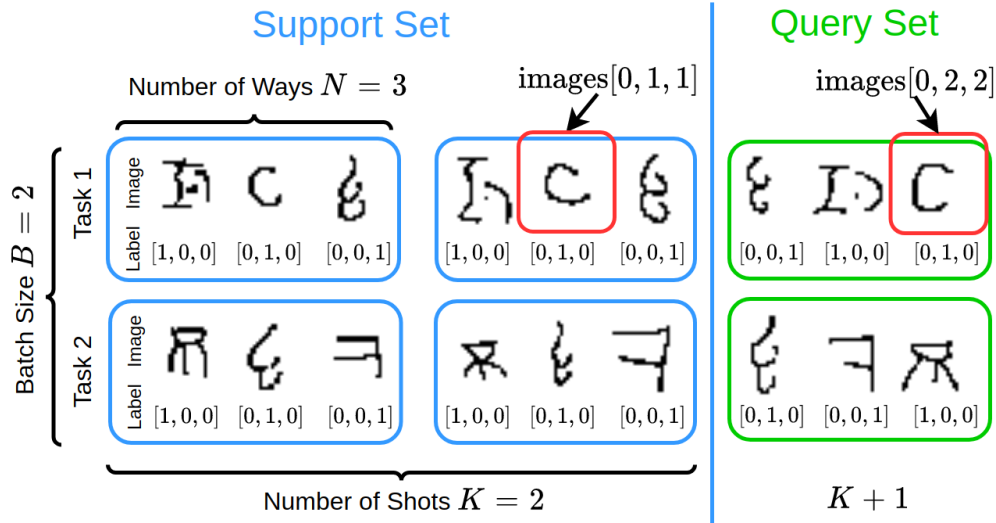 Support Set
Query Set
Number of Ways N = 3
images[0, 1, 1]
images[0, 2, 2]
Batch Size B = 2
Task 1
Image
Label
[1, 0, 0] [0, 1, 0] [0, 0, 1]
[1, 0, 0] [0, 1, 0] [0, 0, 1]
[0, 0, 1] [1, 0, 0] [0, 1, 0]
Task 2
Image
Label
[1, 0, 0] [0, 1, 0] [0, 0, 1]
[1, 0, 0] [0, 1, 0] [0, 0, 1]
[0, 1, 0] [0, 0, 1] [1, 0, 0]
Number of Shots K = 2
K + 1